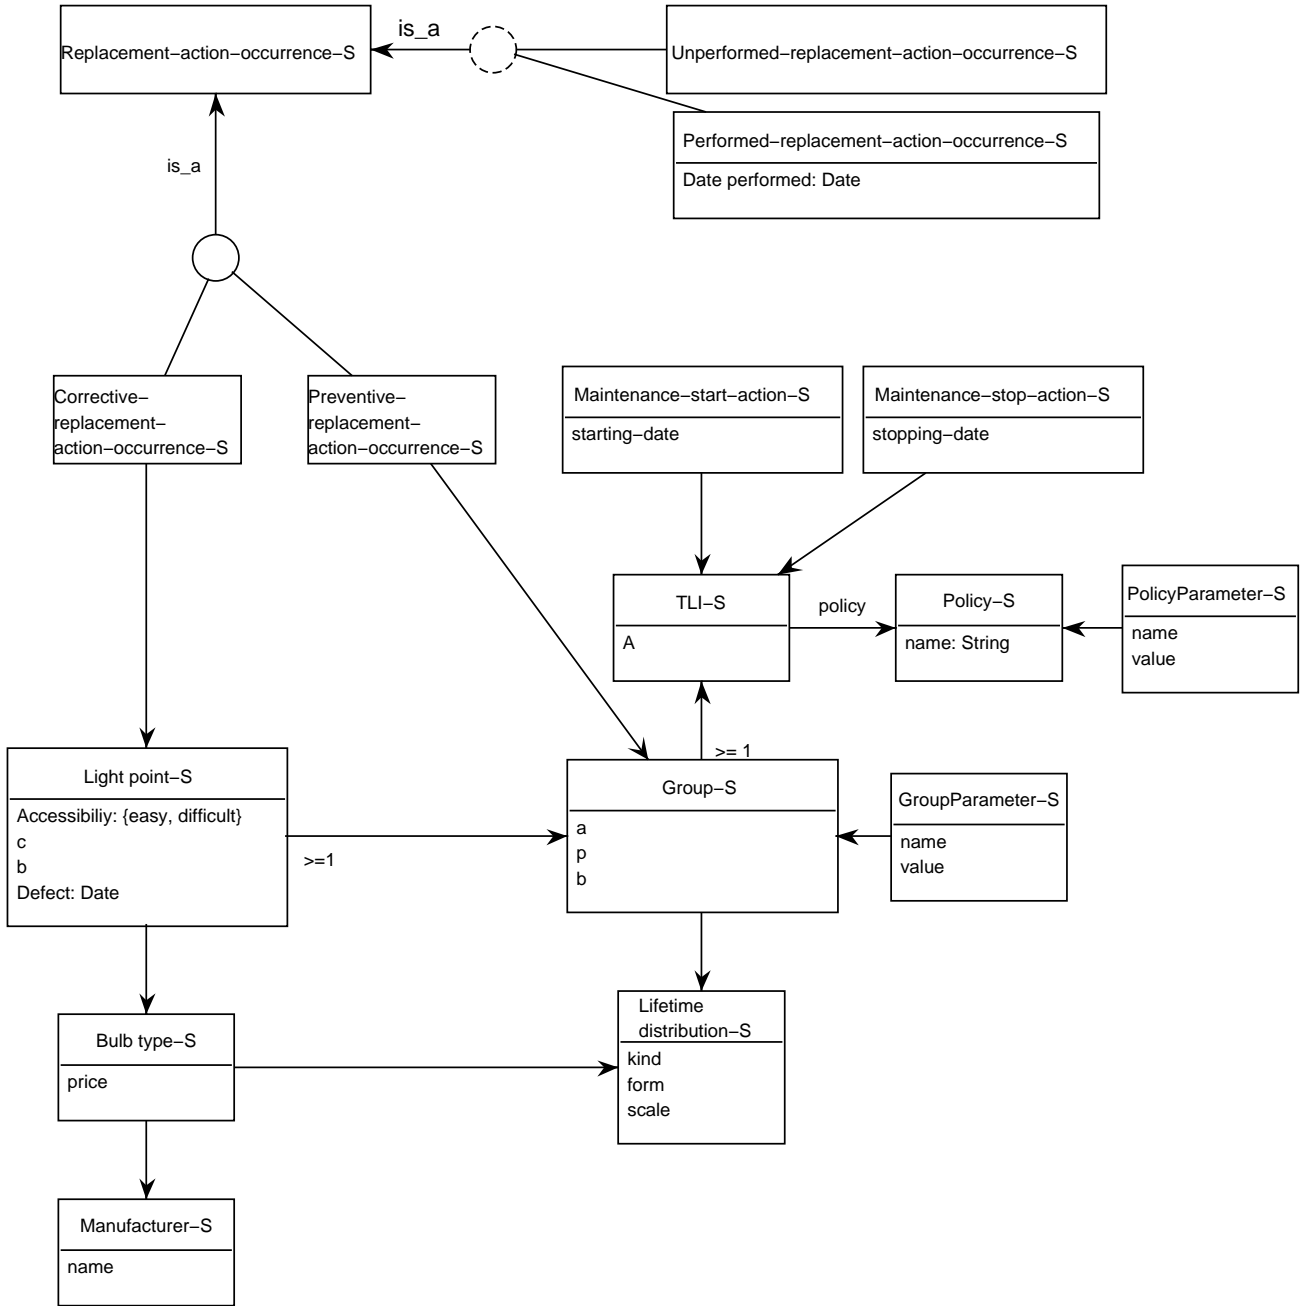 is_a
Replacement–action–occurrence–S
Unperformed–replacement–action–occurrence–S
Performed–replacement–action–occurrence–S
Date performed: Date
is_a
Corrective–
replacement–
action–occurrence–S
Preventive–
replacement–
action–occurrence–S
Maintenance–start–action–S
starting–date
Maintenance–stop–action–S
stopping–date
TLI–S
A
policy
Policy–S
name: String
PolicyParameter–S
name
value
>= 1
Light point–S
Accessibiliy: {easy, difficult}
c
b
Defect: Date
>=1
Group–S
a
p
b
GroupParameter–S
name
value
Bulb type–S
price
Lifetime
distribution–S
kind
form
scale
Manufacturer–S
name